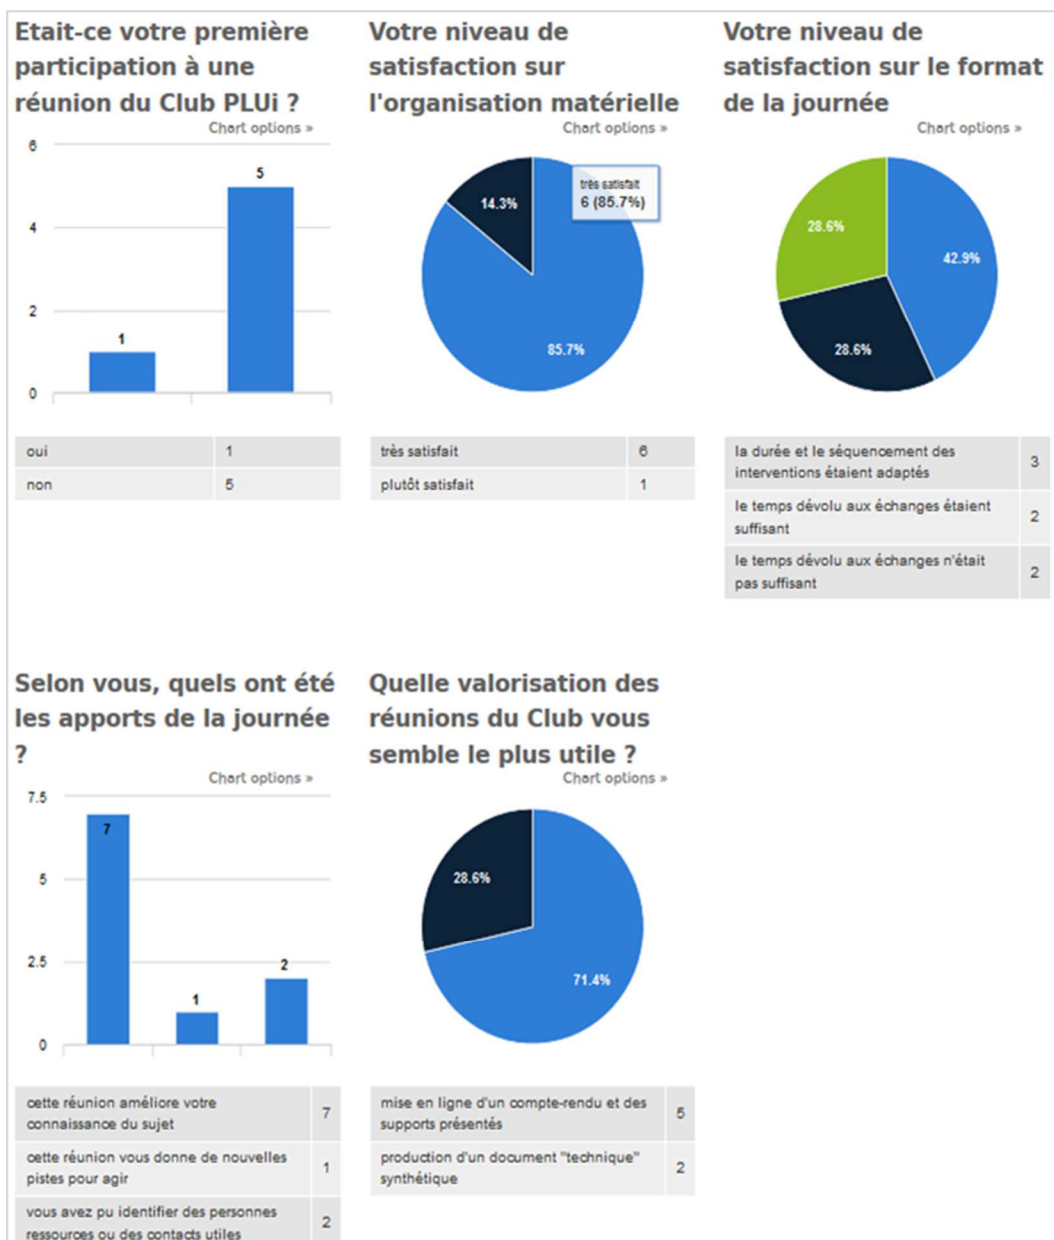 Etait-ce votre première
participation à une
réunion du Club PLUi ?
Chart options »
6
4
2
0
1
5
oui 1
non 5
Votre niveau de
satisfaction sur
l'organisation matérielle
Chart options »
14.3%
très satisfait
6 (85.7%)
85.7%
très satisfait 6
plutôt satisfait 1
Votre niveau de
satisfaction sur le format
de la journée
Chart options »
28.6%
42.9%
28.6%
la durée et le séquencement des
interventions étaient adaptés 3
le temps dévolu aux échanges étaient
suffisant 2
le temps dévolu aux échanges n'était
pas suffisant 2
Selon vous, quels ont été
les apports de la journée
?
Chart options »
7.5
5
2.5
0
7
1
2
cette réunion améliore votre
connaissance du sujet 7
cette réunion vous donne de nouvelles
pistes pour agir 1
vous avez pu identifier des personnes
ressources ou des contacts utiles 2
Quelle valorisation des
réunions du Club vous
semble le plus utile ?
Chart options »
28.6%
71.4%
mise en ligne d'un compte-rendu et des
supports présentés 5
production d'un document "technique"
synthétique 2